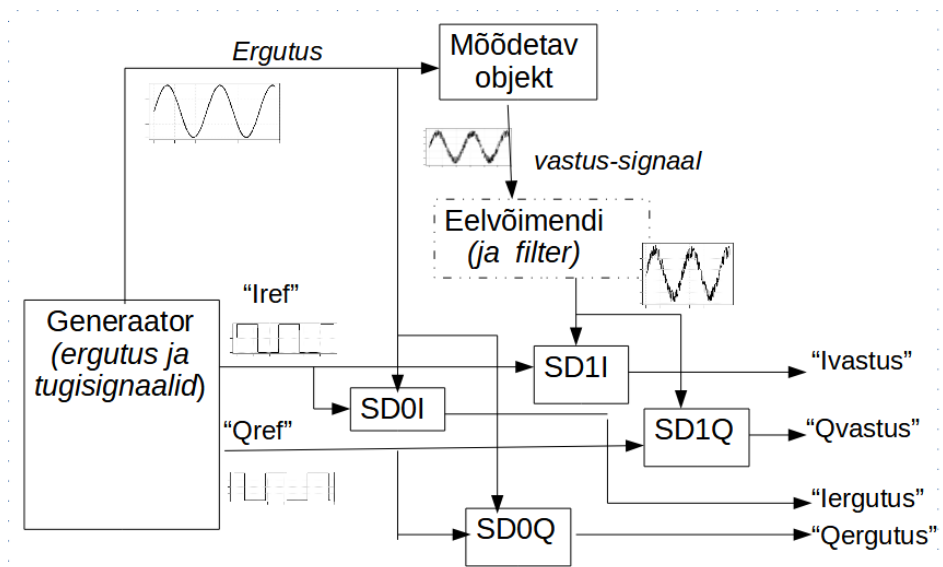 Ergutus
Mõõdetav
objekt
vastus-signaal
Eelvõimendi
(ja filter)
“Iref”
Generaator
(ergutus ja
tugisignaalid)
SD1I
“Ivastus”
SD0I
“Qref”
SD1Q
“Qvastus”
“Iergutus”
SD0Q
“Qergutus”